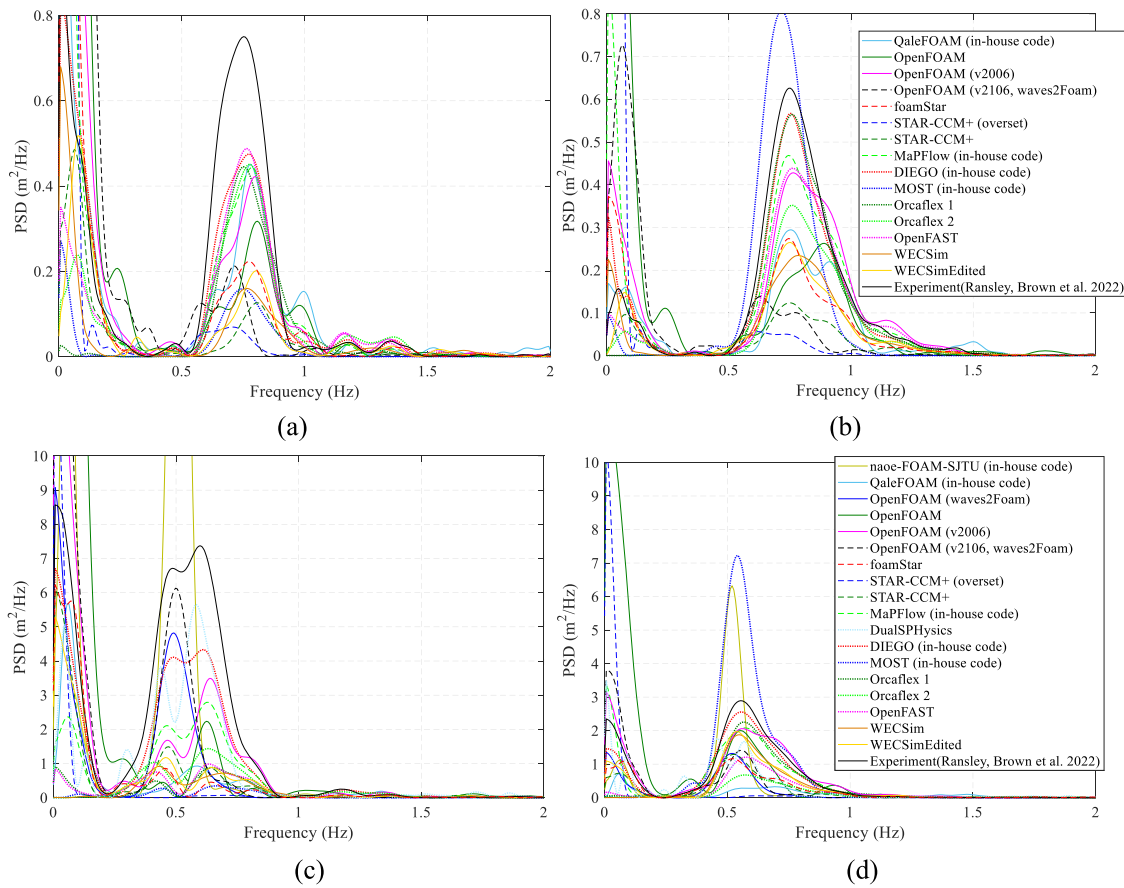 0.8
0.6
0.4
0.2
0
PSD (m²/Hz)
0
0.5
1
1.5
2
Frequency (Hz)
(a)
0.8
0.7
0.6
0.5
0.4
0.3
0.2
0.1
0
PSD (m²/Hz)
0
0.5
1
1.5
2
Frequency (Hz)
QaleFOAM (in-house code)
OpenFOAM
OpenFOAM (v2006)
OpenFOAM (v2106, waves2Foam)
foamStar
STAR-CCM+ (overset)
STAR-CCM+
MaPFlow (in-house code)
DIEGO (in-house code)
MOST (in-house code)
Orcaflex 1
Orcaflex 2
OpenFAST
WECSim
WECSimEdited
Experiment(Ransley, Brown et al. 2022)
(b)
10
9
8
7
6
5
4
3
2
1
0
PSD (m²/Hz)
0
0.5
1
1.5
2
Frequency (Hz)
(c)
10
9
8
7
6
5
4
3
2
1
0
PSD (m²/Hz)
0
0.5
1
1.5
2
Frequency (Hz)
naoe-FOAM-SJTU (in-house code)
QaleFOAM (in-house code)
OpenFOAM (waves2Foam)
OpenFOAM
OpenFOAM (v2006)
OpenFOAM (v2106, waves2Foam)
foamStar
STAR-CCM+ (overset)
STAR-CCM+
MaPFlow (in-house code)
DualSPHysics
DIEGO (in-house code)
MOST (in-house code)
Orcaflex 1
Orcaflex 2
OpenFAST
WECSim
WECSimEdited
Experiment(Ransley, Brown et al. 2022)
(d)